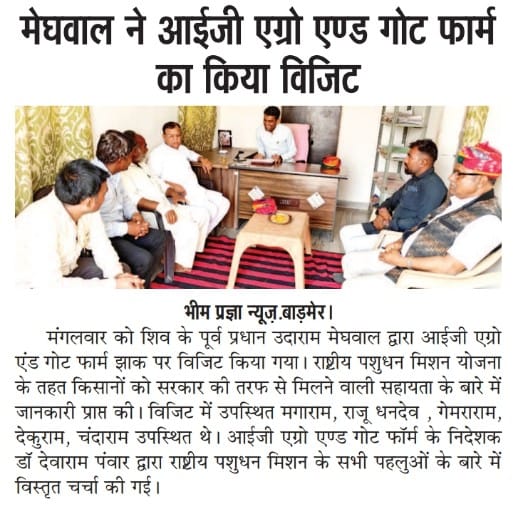 मेघवाल ने आईजी एग्रो एण्ड गोट फार्म
का किया विजिट
भीम प्रज्ञा न्यूज़.बाड़मेर।
मंगलवार को शिव के पूर्व प्रधान उदाराम मेघवाल द्वारा आईजी एग्रो
एंड गोट फार्म झाक पर विजिट किया गया। राष्ट्रीय पशुधन मिशन योजना
के तहत किसानों को सरकार की तरफ से मिलने वाली सहायता के बारे में
जानकारी प्राप्त की। विजिट में उपस्थित मगाराम, राजू धनदेव , गेमराराम,
देकुराम, चंदाराम उपस्थित थे। आईजी एग्रो एण्ड गोट फॉर्म के निदेशक
डॉ देवाराम पंवार द्वारा राष्ट्रीय पशुधन मिशन के सभी पहलुओं के बारे में
विस्तृत चर्चा की गई।